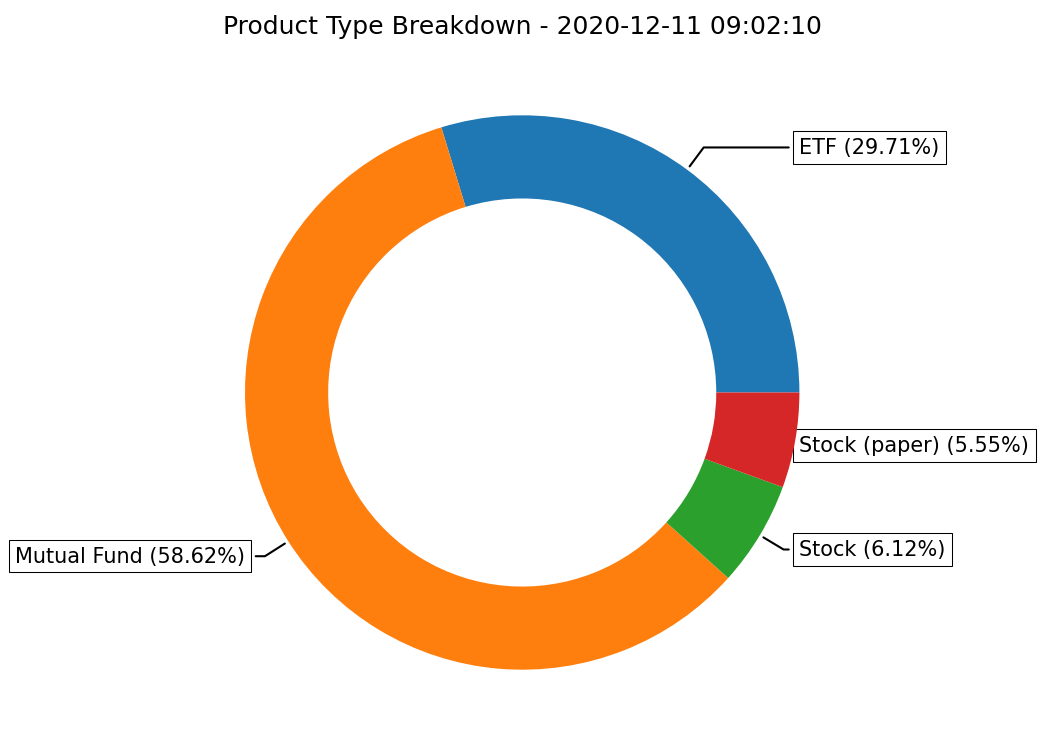 Product Type Breakdown - 2020-12-11 09:02:10
ETF (29.71%)
Stock (paper) (5.55%)
Stock (6.12%)
Mutual Fund (58.62%)